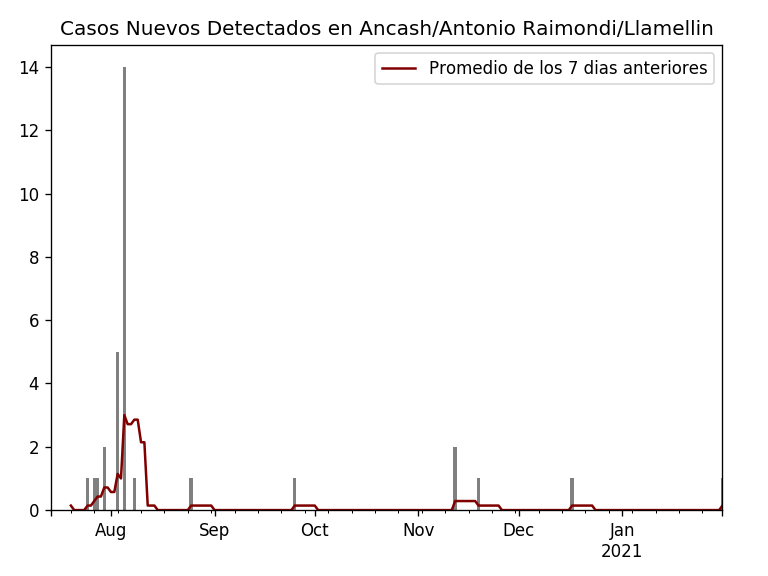 Casos Nuevos Detectados en Ancash/Antonio Raimondi/Llamellin
Promedio de los 7 dias anteriores
14
12
10
8
6
4
2
0
Aug
Sep
Oct
Nov
Dec
Jan
2021